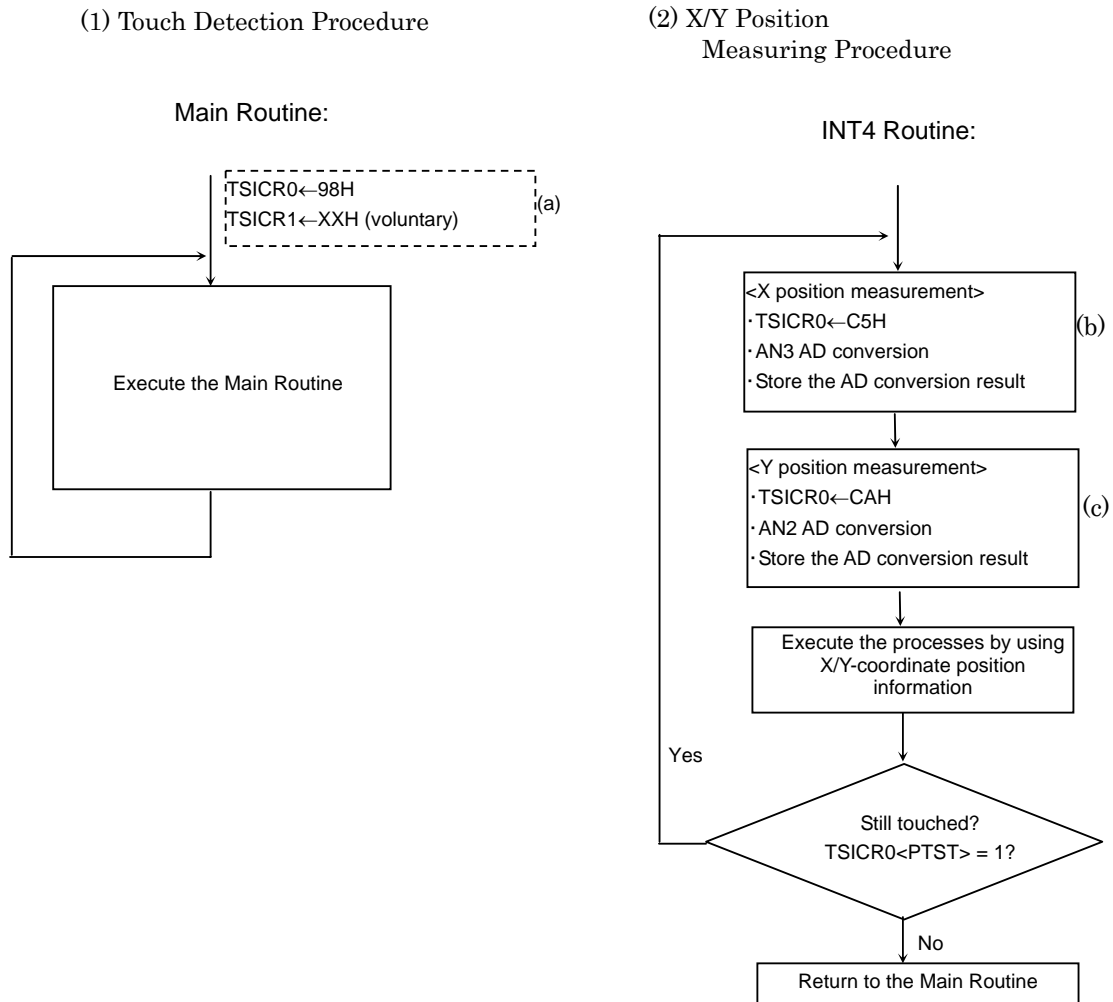 (1) Touch Detection Procedure
Main Routine:
TSICR0←98H
TSICR1←XXH (voluntary)
(a)
Execute the Main Routine
(2) X/Y Position
Measuring Procedure
INT4 Routine:
<X position measurement>
・TSICR0←C5H
・AN3 AD conversion
・Store the AD conversion result
(b)
<Y position measurement>
・TSICR0←CAH
・AN2 AD conversion
・Store the AD conversion result
(c)
Execute the processes by using
X/Y-coordinate position
information
Yes
Still touched?
TSICR0<PTST> = 1?
No
Return to the Main Routine